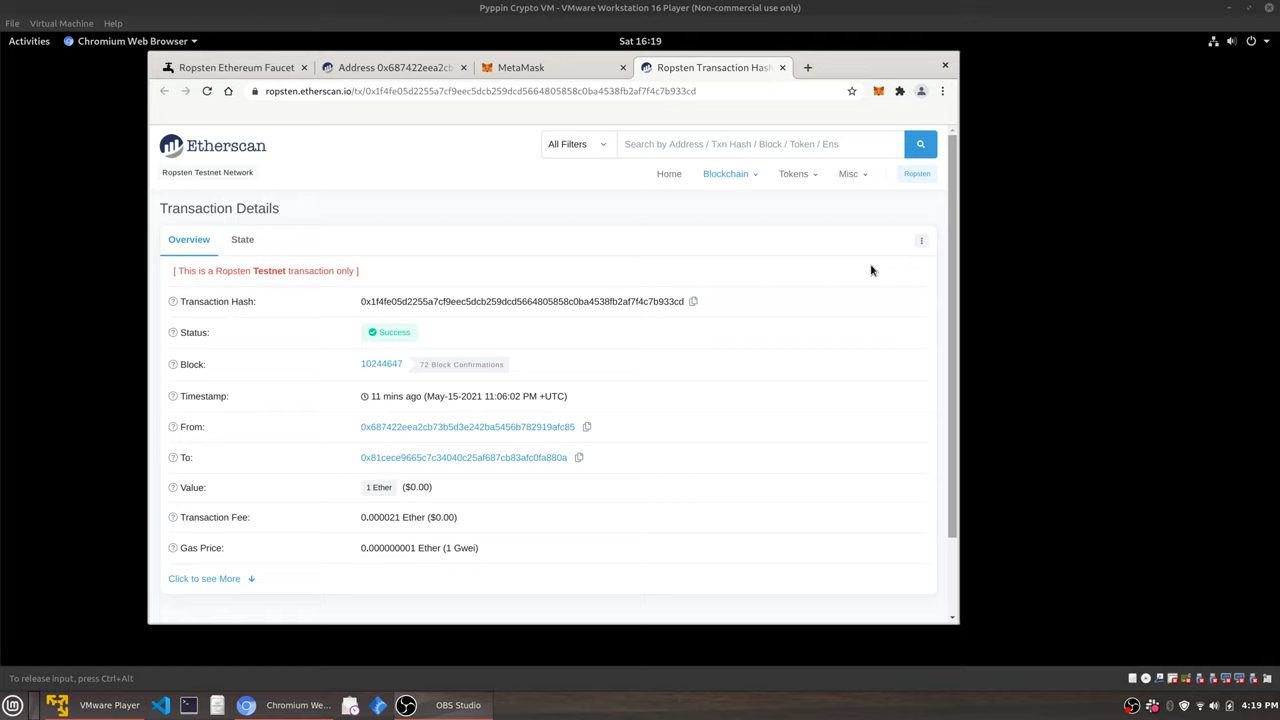 Pyppin Crypto VM - VMware Workstation 16 Player (Non-commercial use only)
File Virtual Machine Help
Activities Chromium Web Browser Sat 16:19
Ropsten Ethereum Faucet Address 0x687422eea2cb MetaMask Ropsten Transaction Hash
ropsten.etherscan.io/tx/0x1f4fe05d2255a7cf9eec5dcb259dcd5664805858c0ba4538fb2af7f4c7b933cd
Etherscan All Filters Search by Address / Txn Hash / Block / Token / Ens
Ropsten Testnet Network Home Blockchain Tokens Misc Ropsten
Transaction Details
Overview State
[ This is a Ropsten Testnet transaction only ]
Transaction Hash: 0x1f4fe05d2255a7cf9eec5dcb259dcd5664805858c0ba4538fb2af7f4c7b933cd
Status: Success
Block: 10244647 72 Block Confirmations
Timestamp: 11 mins ago (May-15-2021 11:06:02 PM +UTC)
From: 0x687422eea2cb73b5d3e242ba5456b782919afc85
To: 0x81cece9665c7c34040c25af687cb83afc0fa880a
Value: 1 Ether ($0.00)
Transaction Fee: 0.000021 Ether ($0.00)
Gas Price: 0.000000001 Ether (1 Gwei)
Click to see More
To release input, press Ctrl+Alt
VMware Player Chromium We... OBS Studio 4:19 PM